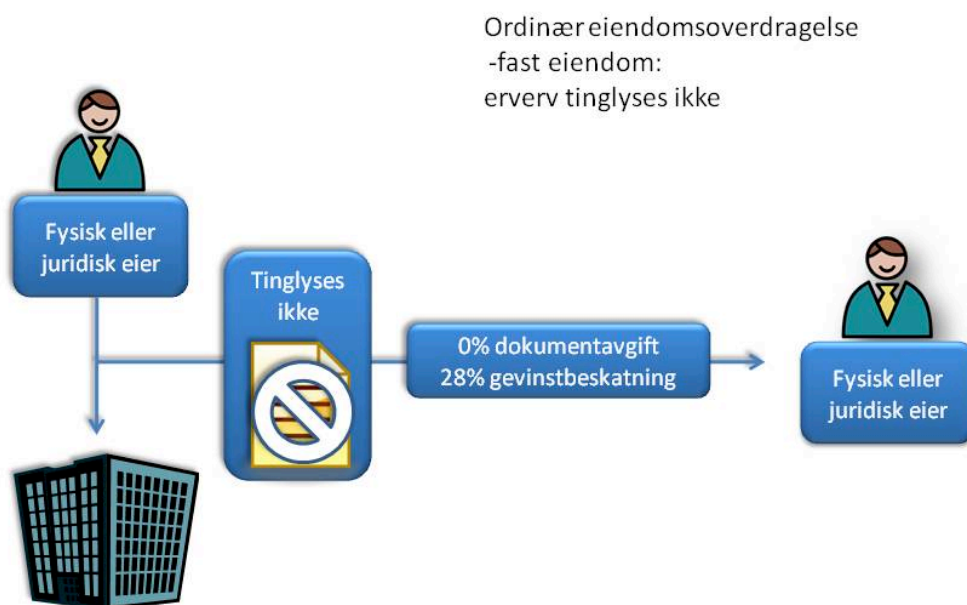 Ordinær eiendomsoverdragelse
-fast eiendom:
erverv tinglyses ikke
Fysisk eller
juridisk eier
Tinglyses
ikke
0% dokumentavgift
28% gevinstbeskatning
Fysisk eller
juridisk eier